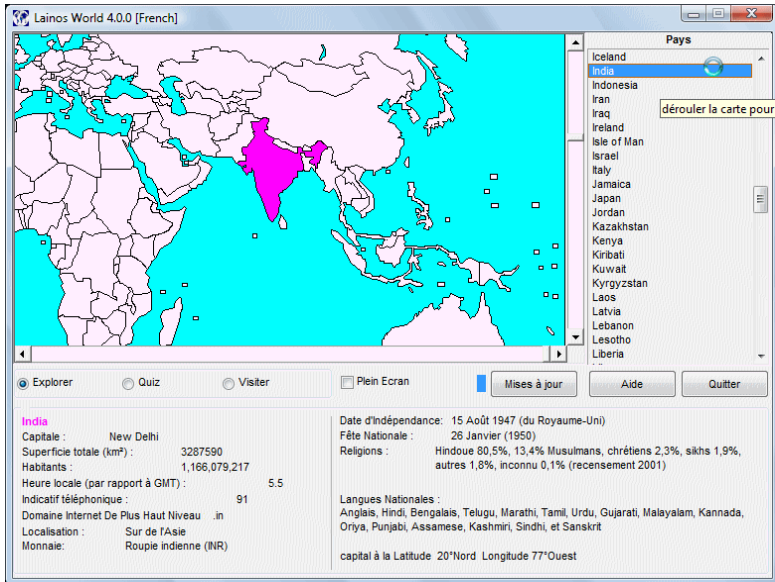 Lainos World 4.0.0 [French]
Pays
Iceland
India
Indonesia
Iran
Iraq
Ireland
Isle of Man
Israel
Italy
Jamaica
Japan
Jordan
Kazakhstan
Kenya
Kiribati
Kuwait
Kyrgyzstan
Laos
Latvia
Lebanon
Lesotho
Liberia
dérouler la carte pour
Explorer
Quiz
Visiter
Plein Ecran
Mises à jour
Aide
Quitter
India
Capitale : New Delhi
Superficie totale (km²) : 3287590
Habitants : 1,166,079,217
Heure locale (par rapport à GMT) : 5.5
Indicatif téléphonique : 91
Domaine Internet De Plus Haut Niveau .in
Localisation : Sur de l'Asie
Monnaie: Roupie indienne (INR)
Date d'Indépendance: 15 Août 1947 (du Royaume-Uni)
Fête Nationale : 26 Janvier (1950)
Religions : Hindoue 80,5%, 13,4% Musulmans, chrétiens 2,3%, sikhs 1,9%,
autres 1,8%, inconnu 0,1% (recensement 2001)
Langues Nationales :
Anglais, Hindi, Bengalais, Telugu, Marathi, Tamil, Urdu, Gujarati, Malayalam, Kannada,
Oriya, Punjabi, Assamese, Kashmiri, Sindhi, et Sanskrit
capital à la Latitude 20°Nord Longitude 77°Ouest